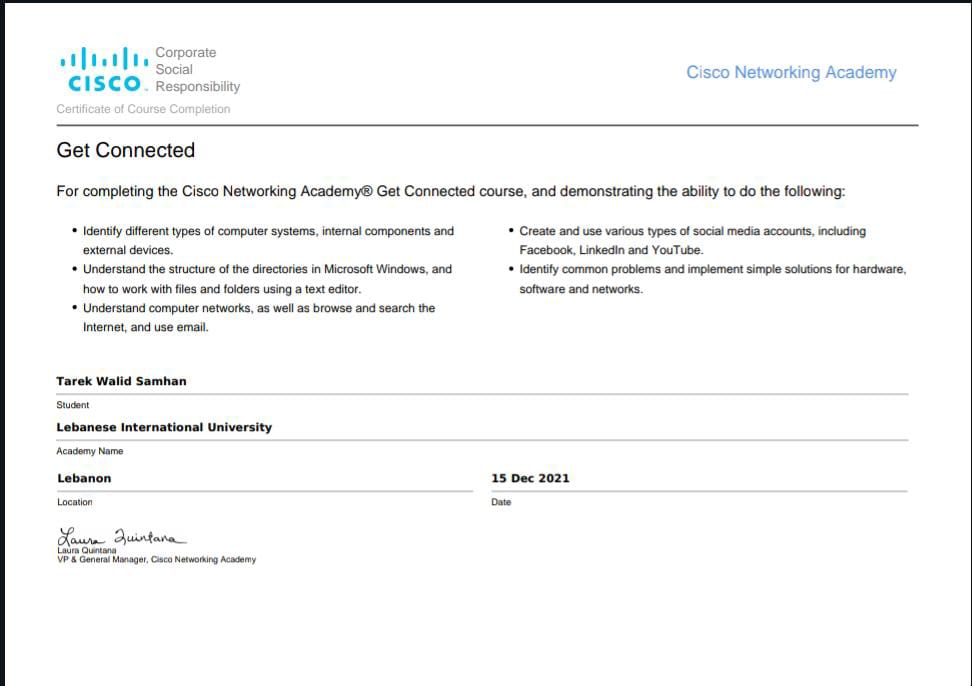 Corporate
Social
Responsibility
CISCO
Cisco Networking Academy
Certificate of Course Completion
Get Connected
For completing the Cisco Networking Academy® Get Connected course, and demonstrating the ability to do the following:
• Identify different types of computer systems, internal components and
external devices.
• Understand the structure of the directories in Microsoft Windows, and
how to work with files and folders using a text editor.
• Understand computer networks, as well as browse and search the
Internet, and use email.
• Create and use various types of social media accounts, including
Facebook, LinkedIn and YouTube.
• Identify common problems and implement simple solutions for hardware,
software and networks.
Tarek Walid Samhan
Student
Lebanese International University
Academy Name
Lebanon
Location
15 Dec 2021
Date
Laura Quintana
Laura Quintana
VP & General Manager, Cisco Networking Academy